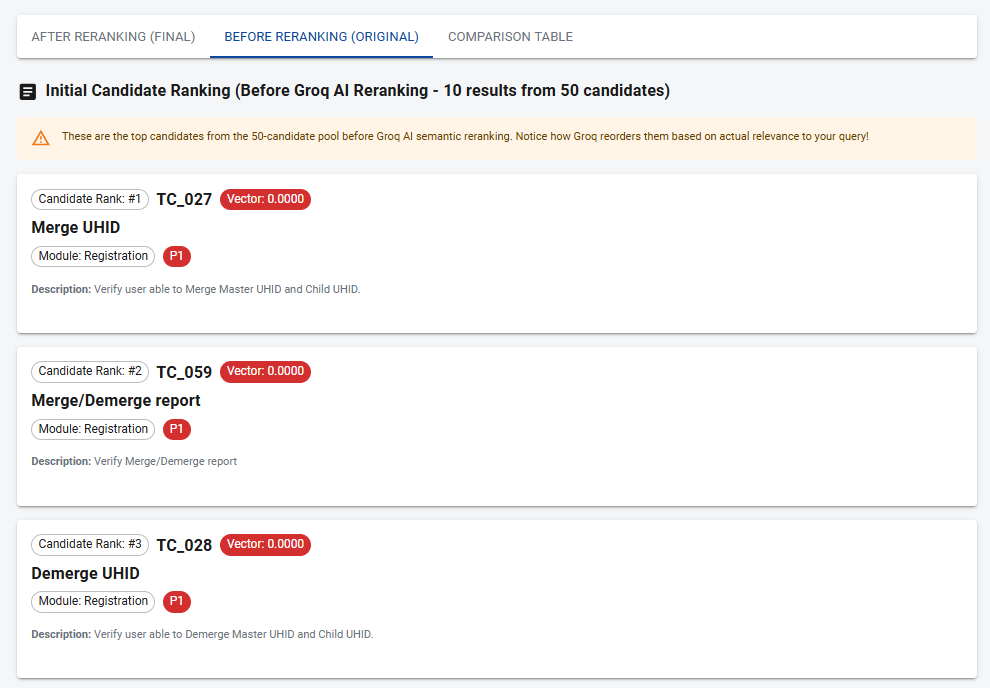 AFTER RERANKING (FINAL) BEFORE RERANKING (ORIGINAL) COMPARISON TABLE
Initial Candidate Ranking (Before Groq AI Reranking - 10 results from 50 candidates)
These are the top candidates from the 50-candidate pool before Groq AI semantic reranking. Notice how Groq reorders them based on actual relevance to your query!
Candidate Rank: #1 TC_027 Vector: 0.0000
Merge UHID
Module: Registration P1
Description: Verify user able to Merge Master UHID and Child UHID.
Candidate Rank: #2 TC_059 Vector: 0.0000
Merge/Demerge report
Module: Registration P1
Description: Verify Merge/Demerge report
Candidate Rank: #3 TC_028 Vector: 0.0000
Demerge UHID
Module: Registration P1
Description: Verify user able to Demerge Master UHID and Child UHID.